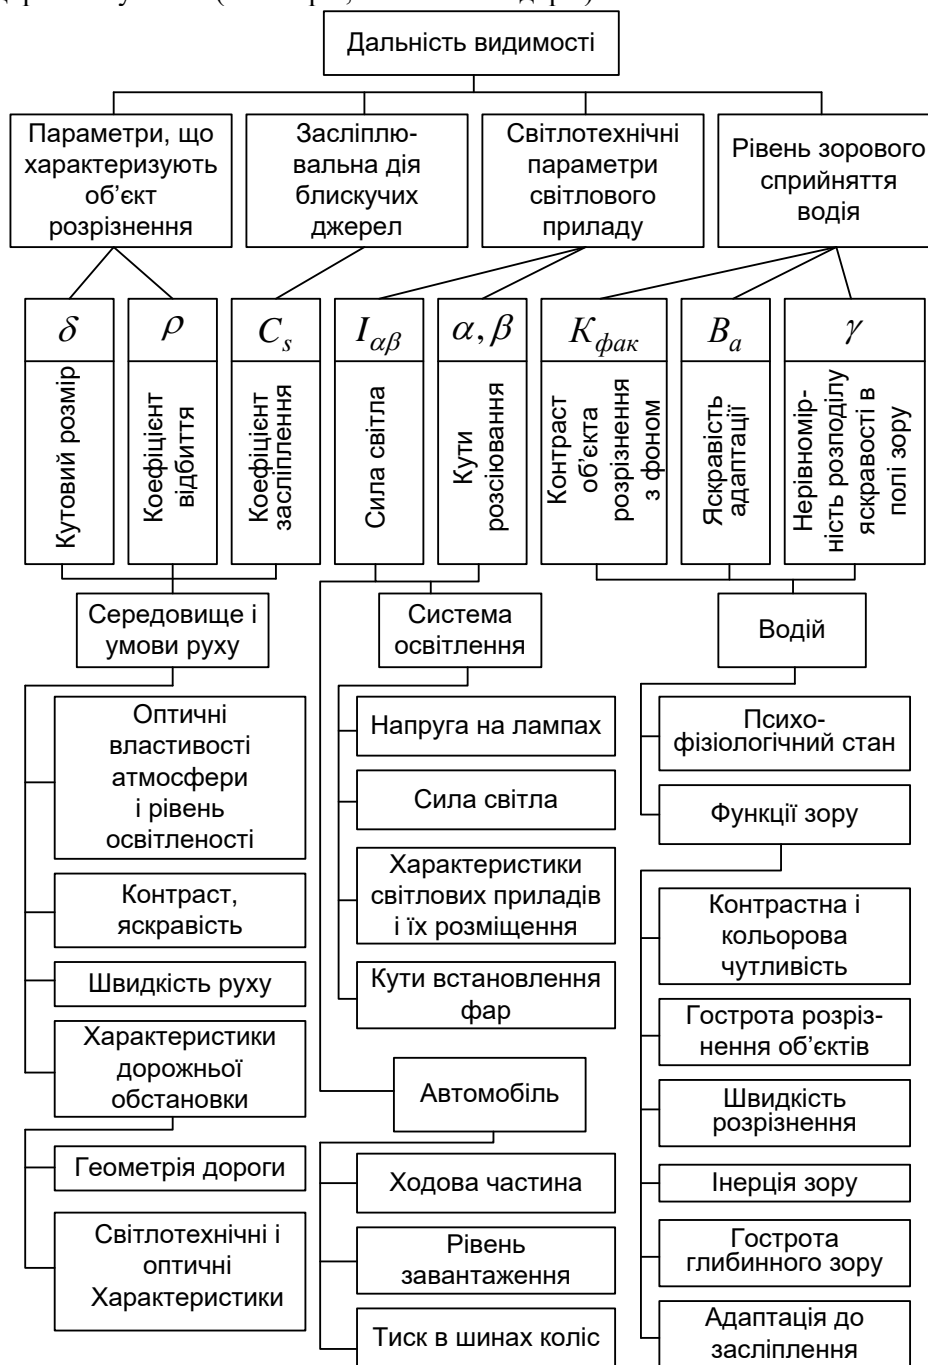 Дальність видимості
Параметри, що
характеризують
об’єкт
розрізнення
Засліплю-
вальна дія
блискучих
джерел
Світлотехнічні
параметри
світлового
приладу
Рівень зорового
сприйняття
водія
δ
ρ
C_s
I_αβ
α, β
K_фак
B_a
γ
Кутовий розмір
Коефіцієнт
відбиття
Коефіцієнт
засліплення
Сила світла
Кути
розсіювання
Контраст
об’єкта
розрізнення
з фоном
Яскравість
адаптації
Нерівномір-
ність розподілу
яскравості в
полі зору
Середовище і
умови руху
Оптичні
властивості
атмосфери
і рівень
освітленості
Контраст,
яскравість
Швидкість руху
Характеристики
дорожньої
обстановки
Геометрія дороги
Світлотехнічні і
оптичні
Характеристики
Система
освітлення
Напруга на лампах
Сила світла
Характеристики
світлових приладів
і їх розміщення
Кути встановлення
фар
Автомобіль
Ходова частина
Рівень
завантаження
Тиск в шинах коліс
Водій
Психо-
фізіологічний стан
Функції зору
Контрастна і
кольорова
чутливість
Гострота розріз-
нення об’єктів
Швидкість
розрізнення
Інерція зору
Гострота
глибинного зору
Адаптація до
засліплення